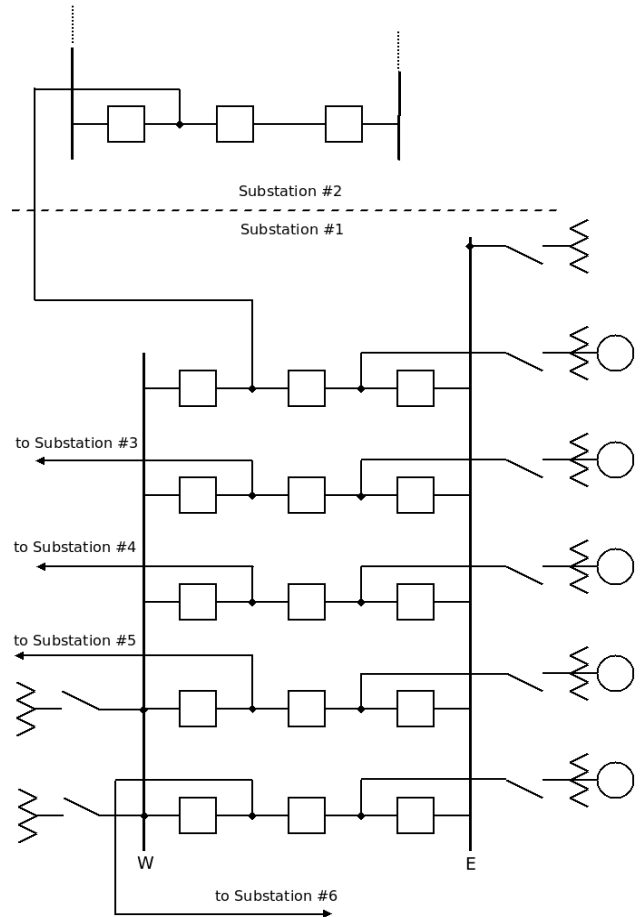 Substation #2
Substation #1
to Substation #3
to Substation #4
to Substation #5
W
E
to Substation #6